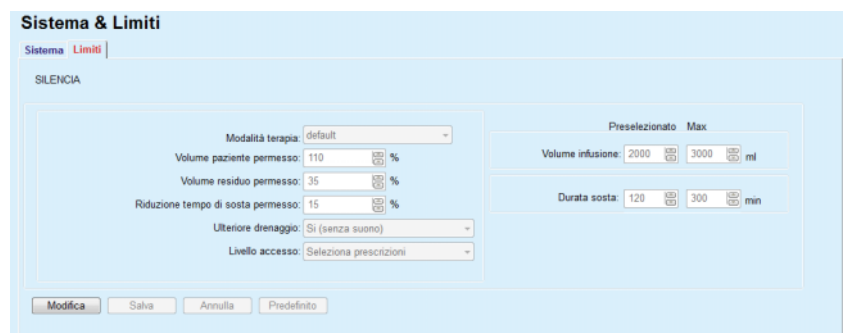 Sistema & Limiti
Sistema Limiti
SILENCIA
Modalità terapia: default
Volume paziente permesso: 110 %
Volume residuo permesso: 35 %
Riduzione tempo di sosta permesso: 15 %
Ulteriore drenaggio: Si (senza suono)
Livello accesso: Seleziona prescrizioni
Preselezionato Max
Volume infusione: 2000 3000 ml
Durata sosta: 120 300 min
Modifica Salva Annulla Predefinito